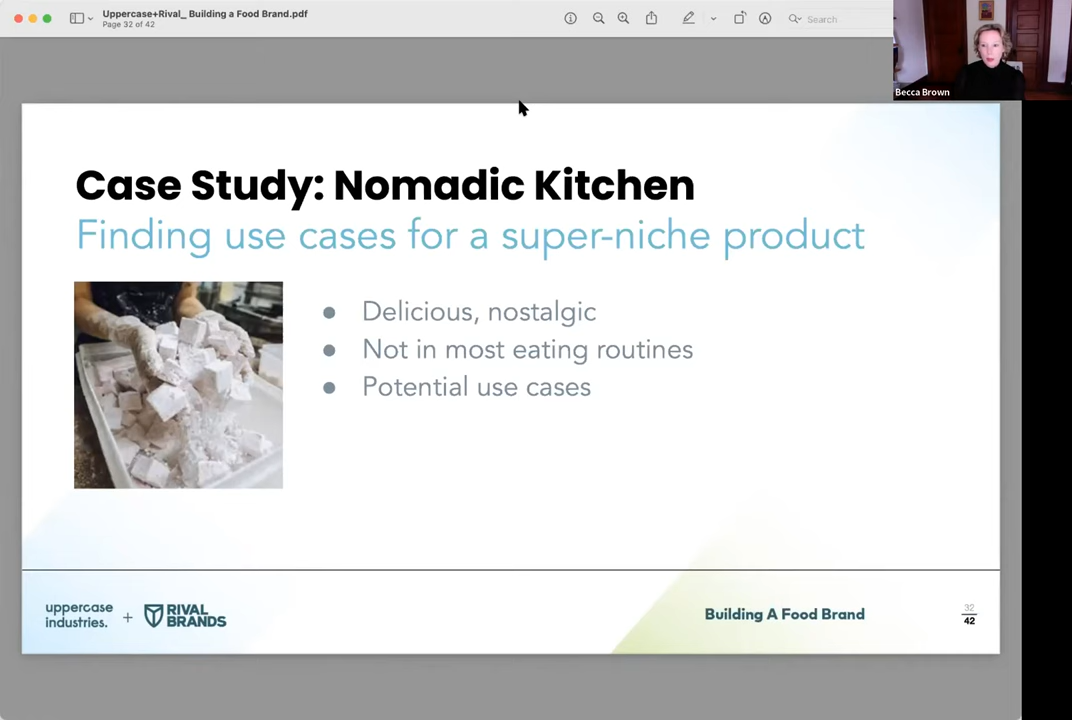 Uppercase+Rival_ Building a Food Brand.pdf
Page 32 of 42
Search
Becca Brown
Case Study: Nomadic Kitchen
Finding use cases for a super-niche product
● Delicious, nostalgic
● Not in most eating routines
● Potential use cases
uppercase industries. + RIVAL BRANDS
Building A Food Brand
32
42